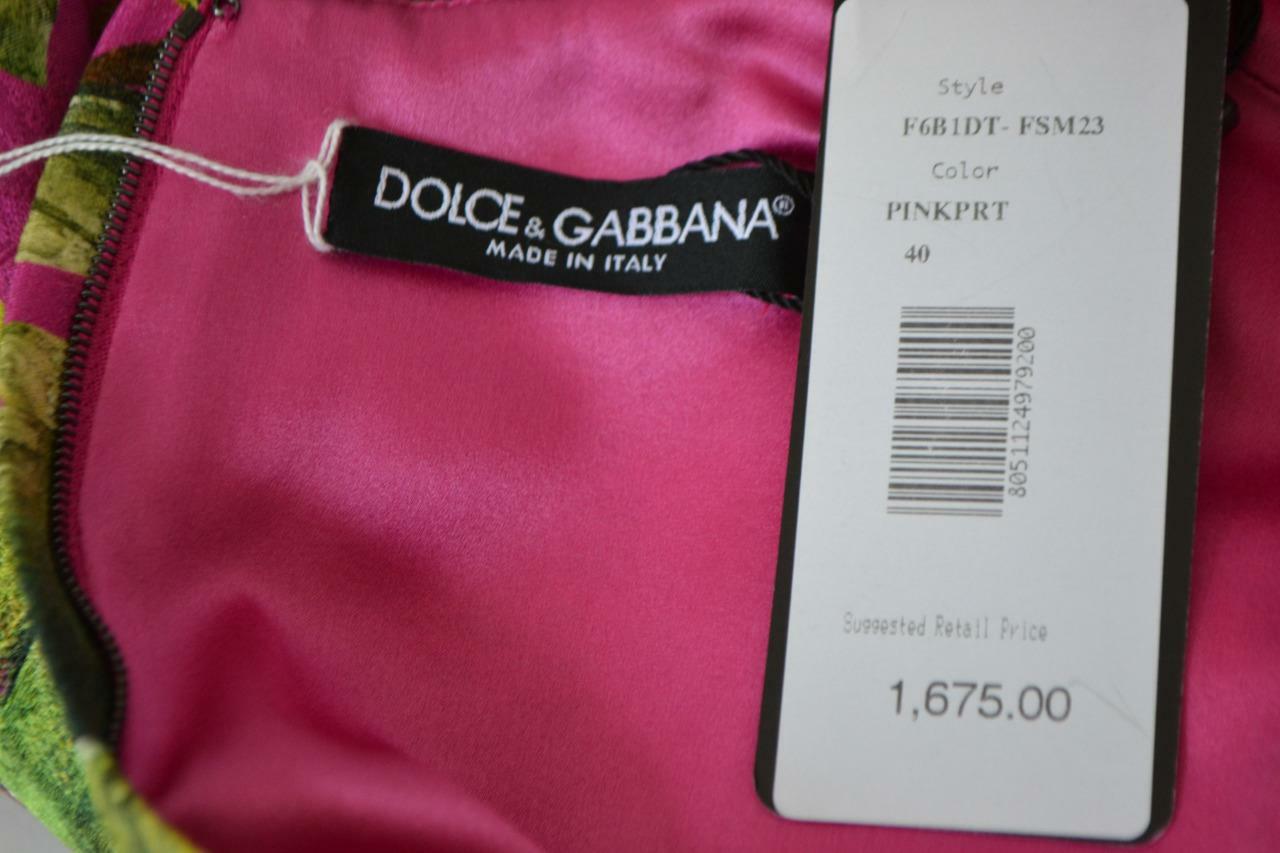 DOLCE & GABBANA®
MADE IN ITALY
Style
F6B1DT- FSM23
Color
PINKPRT
40
8051124979200
Suggested Retail Price
1,675.00